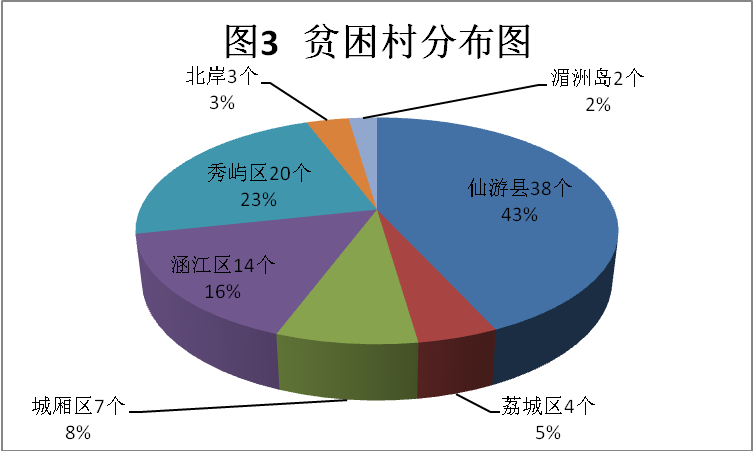 图3 贫困村分布图
北岸3个
3%
湄洲岛2个
2%
秀屿区20个
23%
仙游县38个
43%
涵江区14个
16%
城厢区7个
8%
荔城区4个
5%